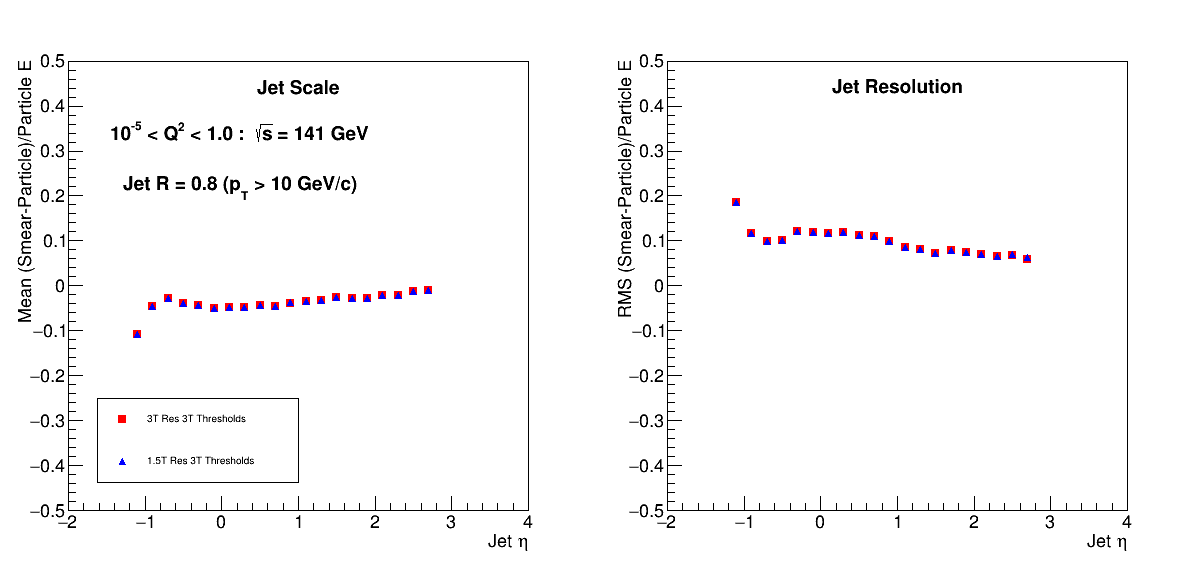 Jet Scale
10^-5 < Q^2 < 1.0 : √s = 141 GeV
Jet R = 0.8 (p_T > 10 GeV/c)
Mean (Smear-Particle)/Particle E
0.5
0.4
0.3
0.2
0.1
0
−0.1
−0.2
−0.3
−0.4
−0.5
3T Res 3T Thresholds
1.5T Res 3T Thresholds
−2 −1 0 1 2 3 4
Jet η
Jet Resolution
RMS (Smear-Particle)/Particle E
0.5
0.4
0.3
0.2
0.1
0
−0.1
−0.2
−0.3
−0.4
−0.5
−2 −1 0 1 2 3 4
Jet η